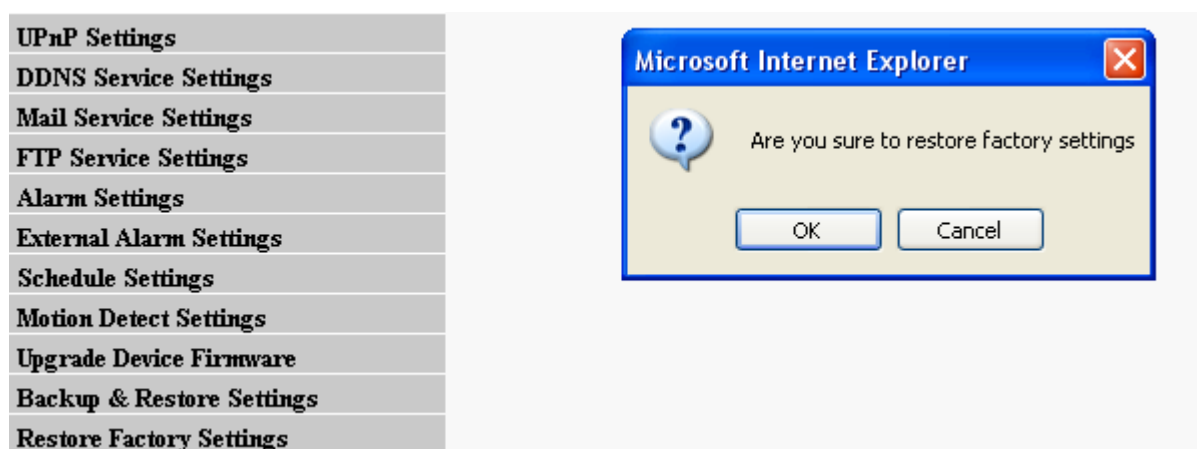 UPnP Settings
DDNS Service Settings
Mail Service Settings
FTP Service Settings
Alarm Settings
External Alarm Settings
Schedule Settings
Motion Detect Settings
Upgrade Device Firmware
Backup & Restore Settings
Restore Factory Settings
Microsoft Internet Explorer
Are you sure to restore factory settings
OK Cancel